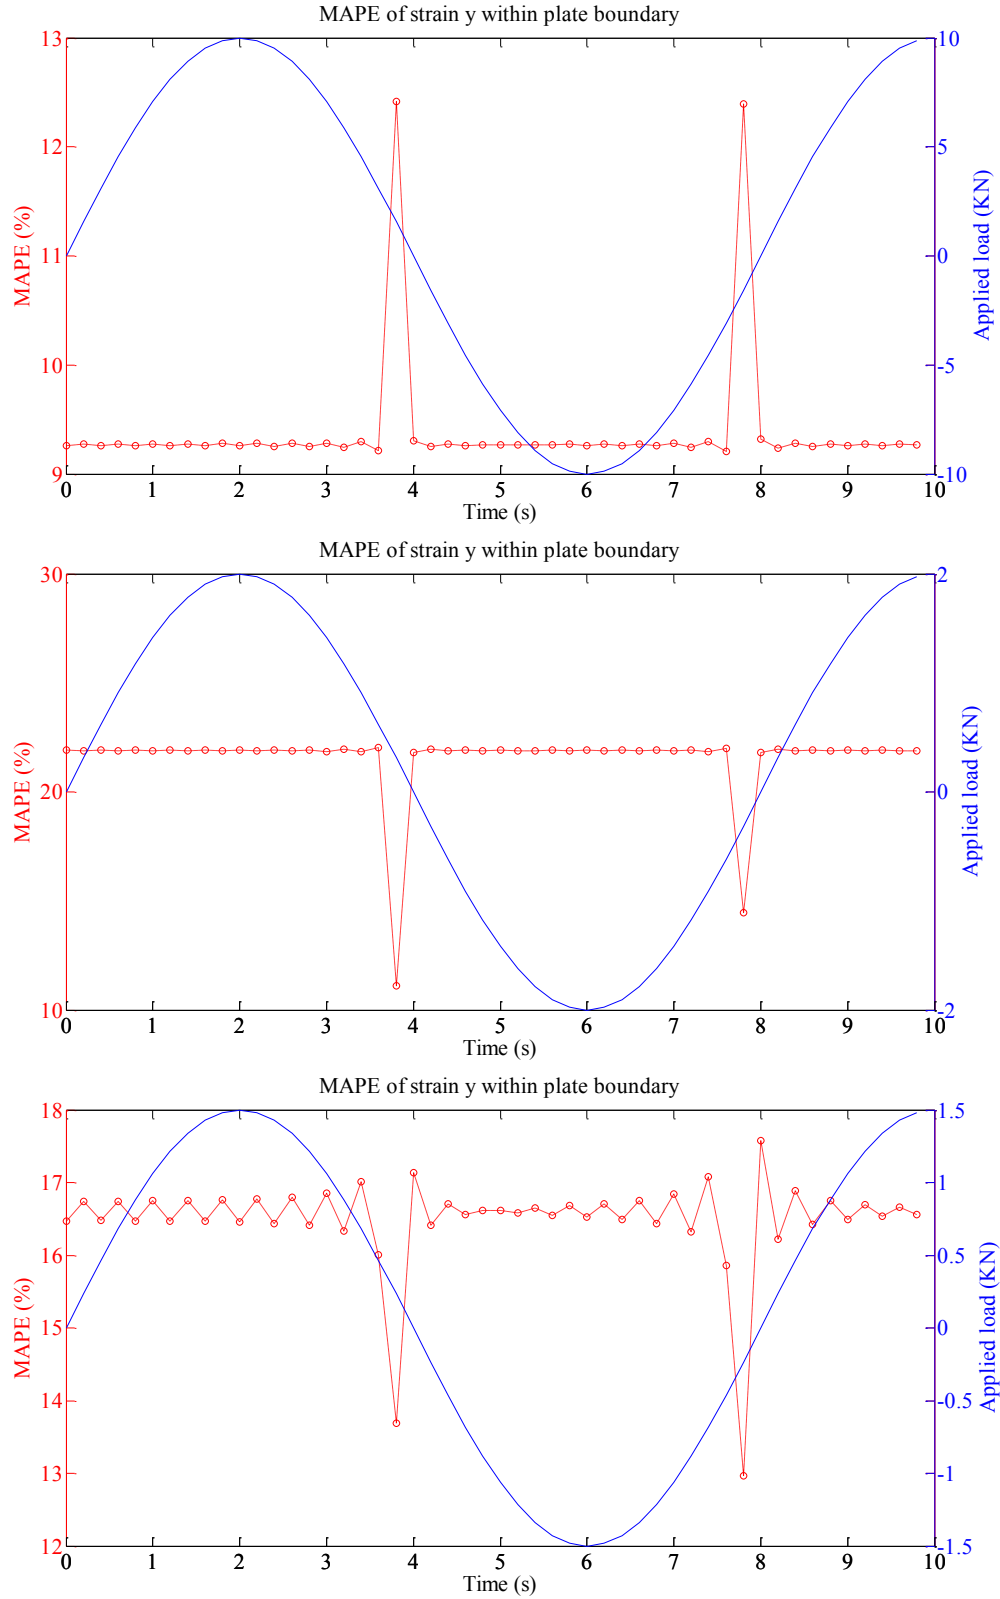 MAPE of strain y within plate boundary
13
12
11
10
9
MAPE (%)
10
5
0
-5
-10
Applied load (KN)
0 1 2 3 4 5 6 7 8 9 10
Time (s)
MAPE of strain y within plate boundary
30
20
10
MAPE (%)
2
0
-2
Applied load (KN)
0 1 2 3 4 5 6 7 8 9 10
Time (s)
MAPE of strain y within plate boundary
18
17
16
15
14
13
12
MAPE (%)
1.5
1
0.5
0
-0.5
-1
-1.5
Applied load (KN)
0 1 2 3 4 5 6 7 8 9 10
Time (s)